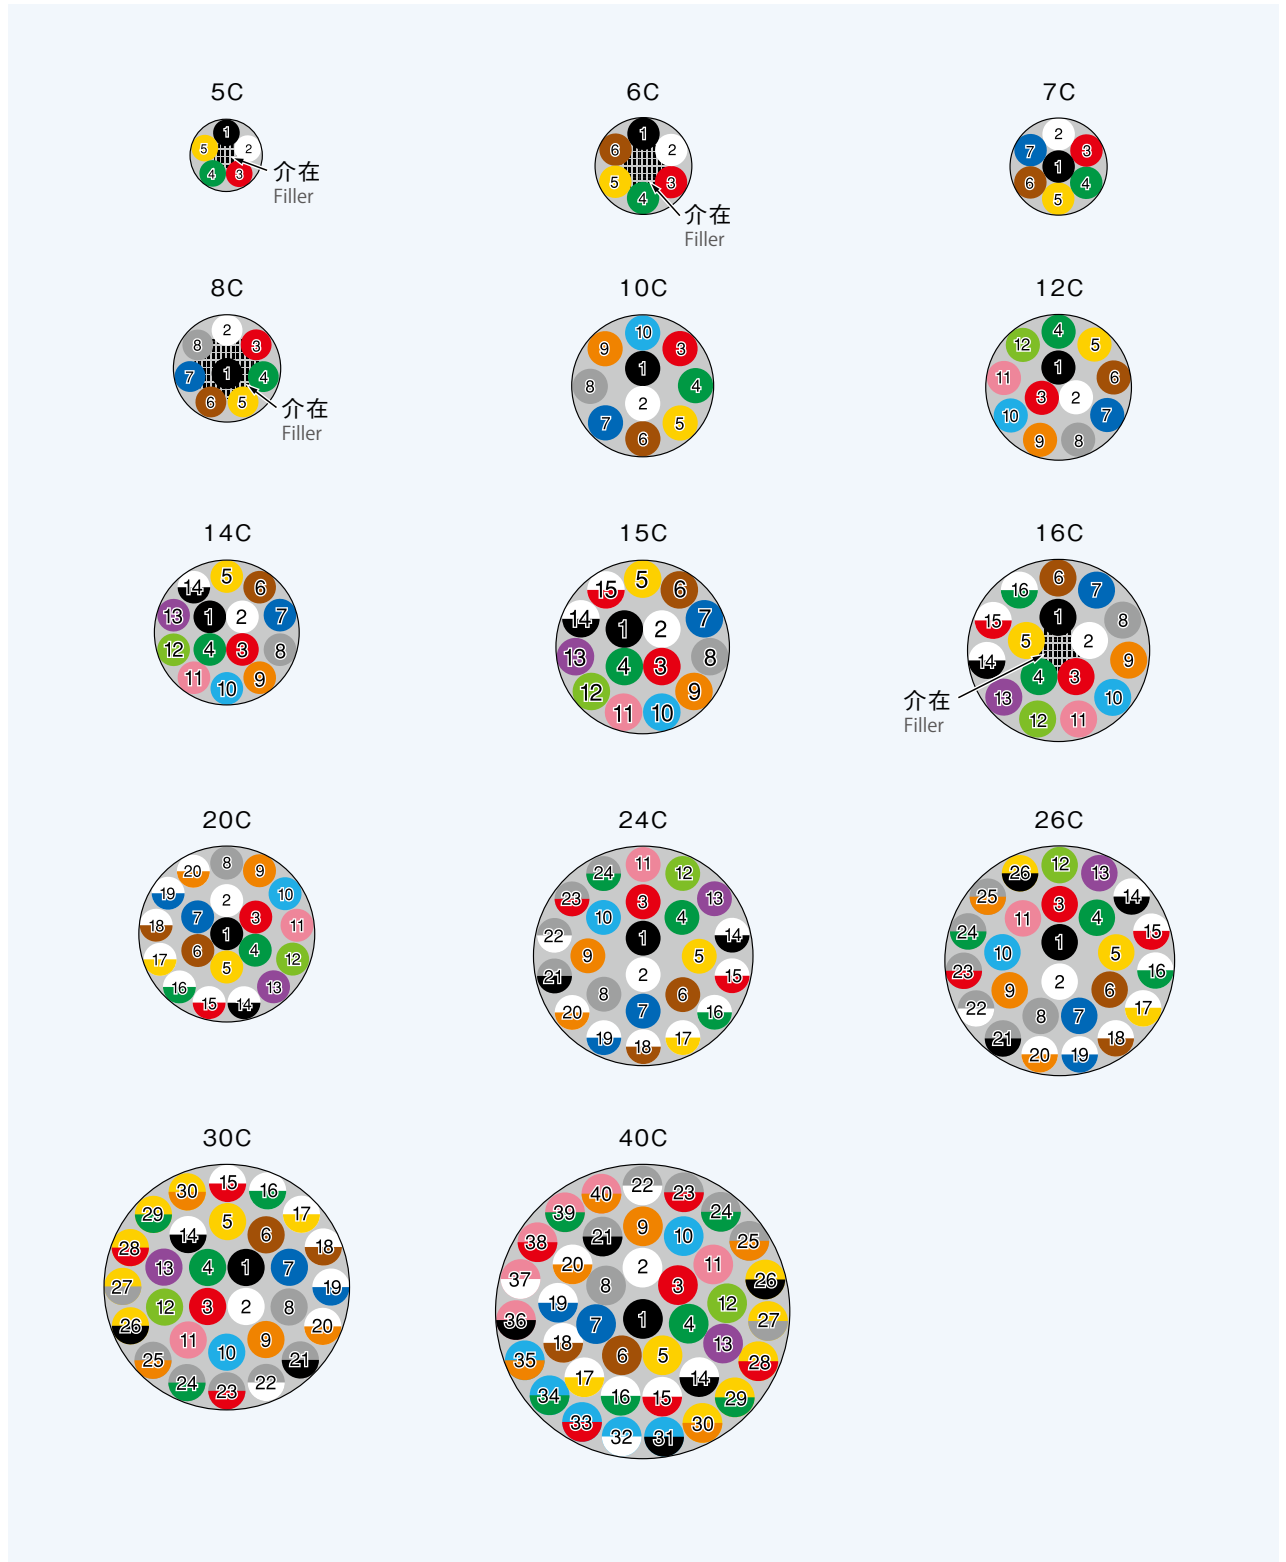 5C 6C 7C
1
5 2
4 3
介在
Filler
1
6 2
5 3
4
介在
Filler
2
7 3
1
6 4
5
8C 10C 12C
2
8 3
7 1 4
6 5
介在
Filler
10
9 3
1
8 4
2
7 5
6
4
12 5
1
11 6
3 2
10 7
9 8
14C 15C 16C
5
14 6
13 1 2 7
12 4 3 8
11 9
10
5
15 6
14 1 2 7
13 4 3 8
12 9
11 10
6
16 7
1
15 8
5 2
14 9
4 3
13 10
12 11
介在
Filler
20C 24C 26C
8
20 9
19 2 10
7 3
18 1 11
6 4
17 5 12
16 13
15 14
11
24 12
23 3 13
10 4
22 1 14
9 5
21 2 15
8 6
20 7 16
19 17
18
12
26 13
25 3 14
11 4
24 1 15
10 5
23 2 16
9 6
22 8 7 17
21 18
20 19
30C 40C
15
30 16
29 5 17
14 6
28 18
13 4 1 7
27 19
12 3 2 8
26 20
11 9
25 10 21
24 22
23
22
40 23
39 24
9
38 21 10 25
37 20 2 11 26
8 3
36 19 12 27
7 1 4
35 18 13 28
6 5
34 17 14 29
16 15
33 30
32 31